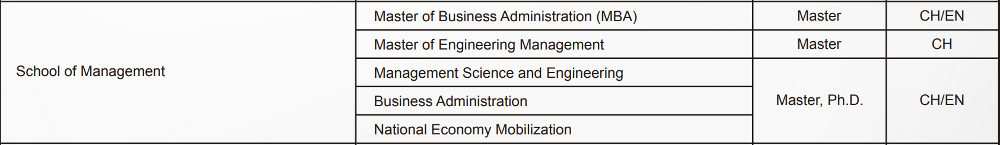 School of Management
Master of Business Administration (MBA)
Master
CH/EN
Master of Engineering Management
Master
CH
Management Science and Engineering
Business Administration
National Economy Mobilization
Master, Ph.D.
CH/EN